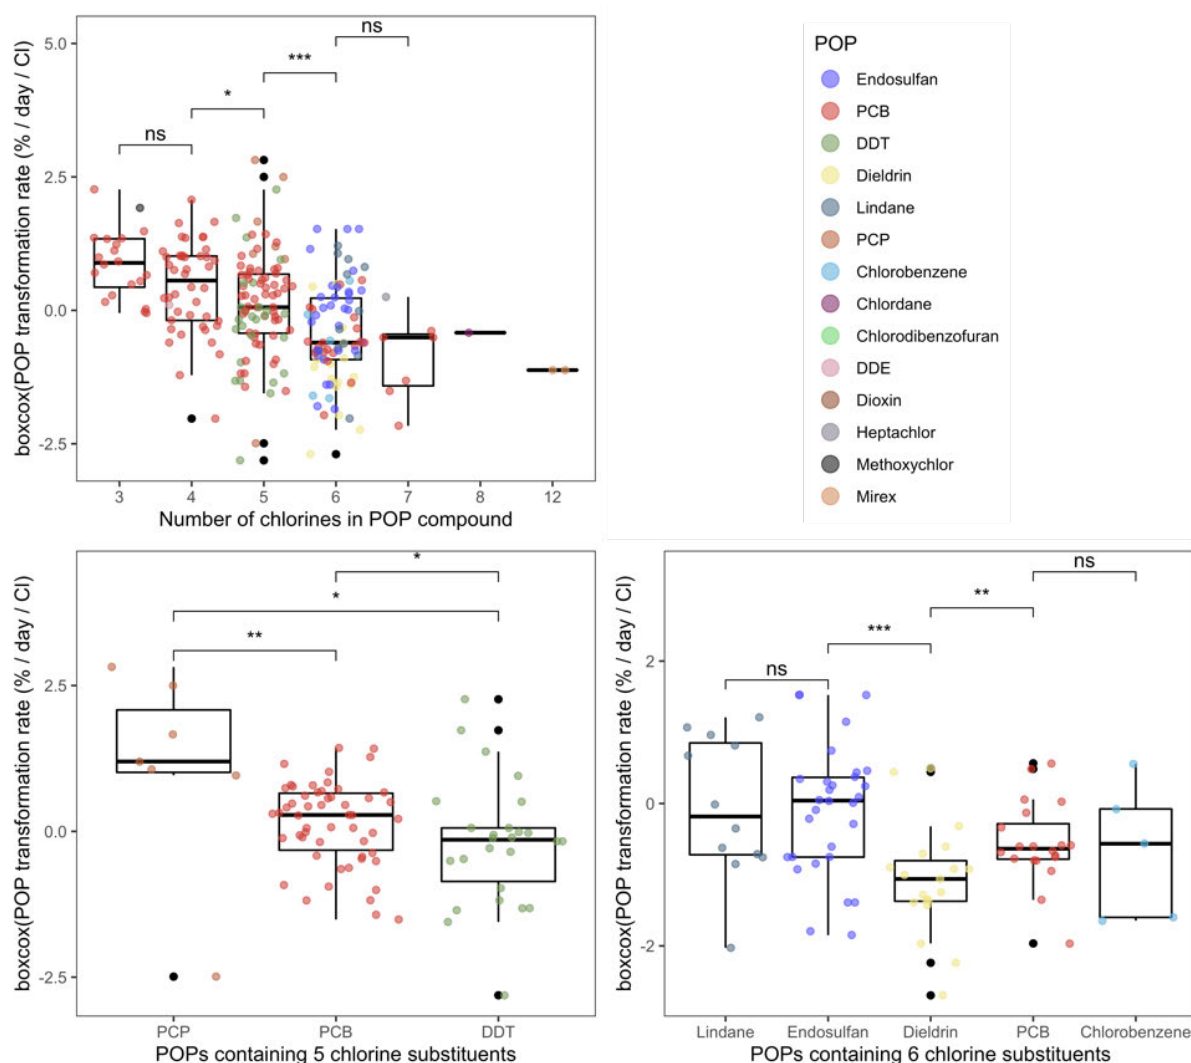 boxcox(POP transformation rate (% / day / Cl)
5.0
2.5
0.0
-2.5
ns
*
***
ns
3 4 5 6 7 8 12
Number of chlorines in POP compound
POP
Endosulfan
PCB
DDT
Dieldrin
Lindane
PCP
Chlorobenzene
Chlordane
Chlorodibenzofuran
DDE
Dioxin
Heptachlor
Methoxychlor
Mirex
boxcox(POP transformation rate (% / day / Cl)
2.5
0.0
-2.5
*
*
**
PCP PCB DDT
POPs containing 5 chlorine substituents
boxcox(POP transformation rate (% / day / Cl)
2
0
-2
ns
***
**
ns
Lindane Endosulfan Dieldrin PCB Chlorobenzene
POPs containing 6 chlorine substituents